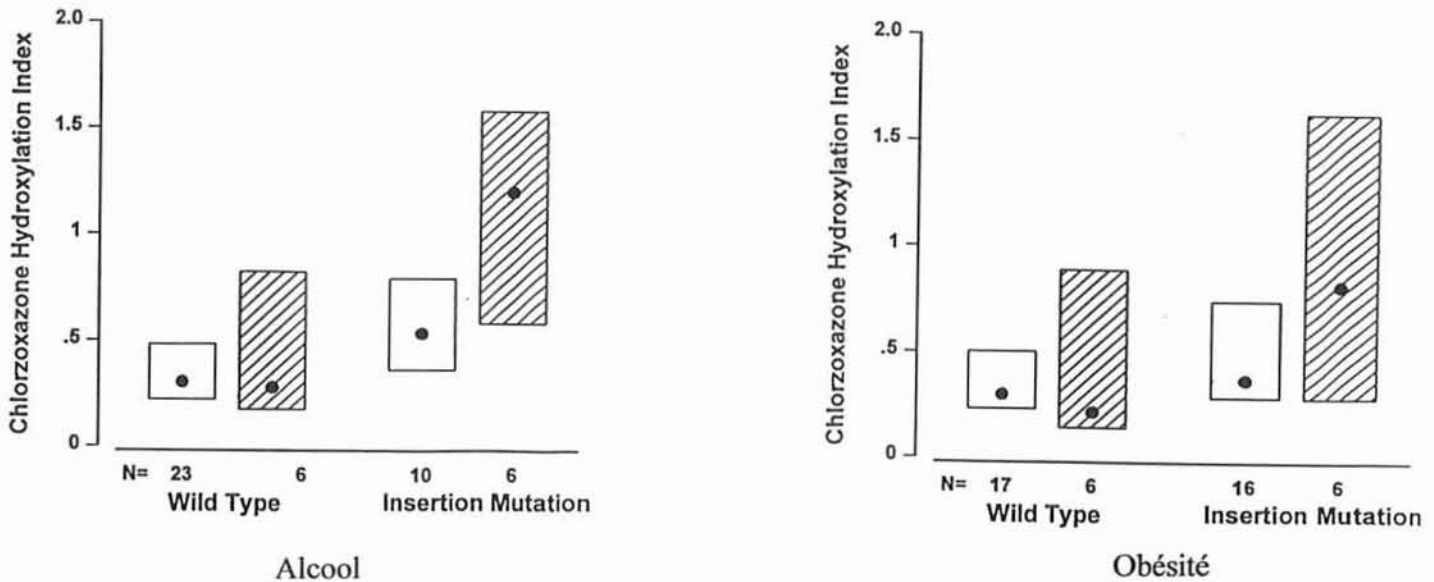 Chlorzoxazone Hydroxylation Index
2.0
1.5
1
.5
0
N= 23 6 10 6
Wild Type Insertion Mutation
Alcool
Chlorzoxazone Hydroxylation Index
2.0
1.5
1
.5
0
N= 17 6 16 6
Wild Type Insertion Mutation
Obésité